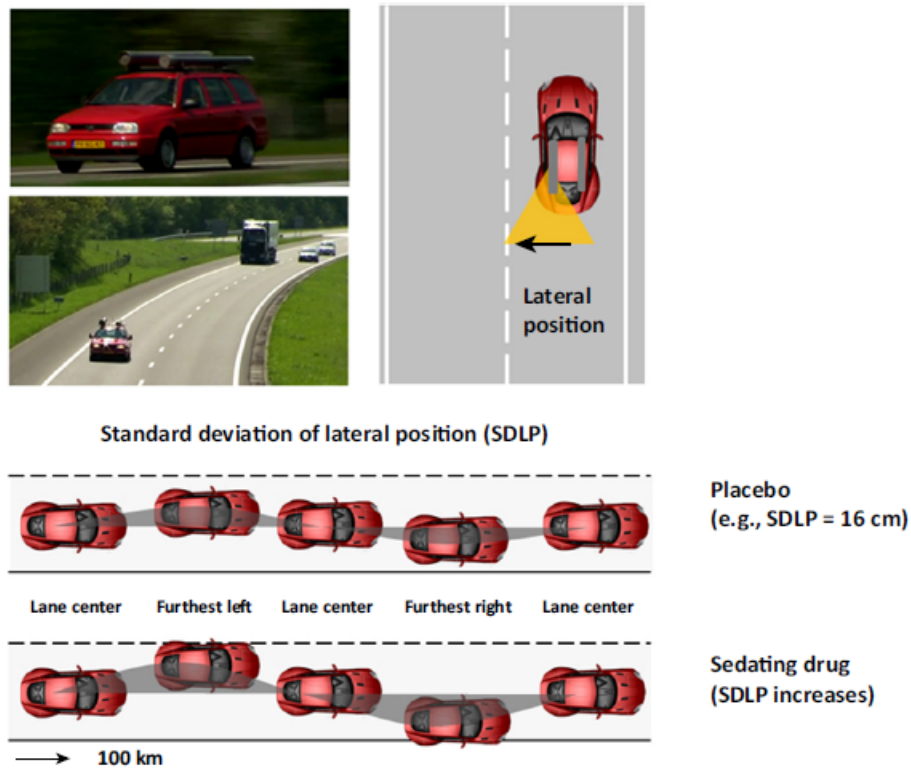 Lateral
position
Standard deviation of lateral position (SDLP)
Placebo
(e.g., SDLP = 16 cm)
Lane center
Furthest left
Lane center
Furthest right
Lane center
Sedating drug
(SDLP increases)
100 km